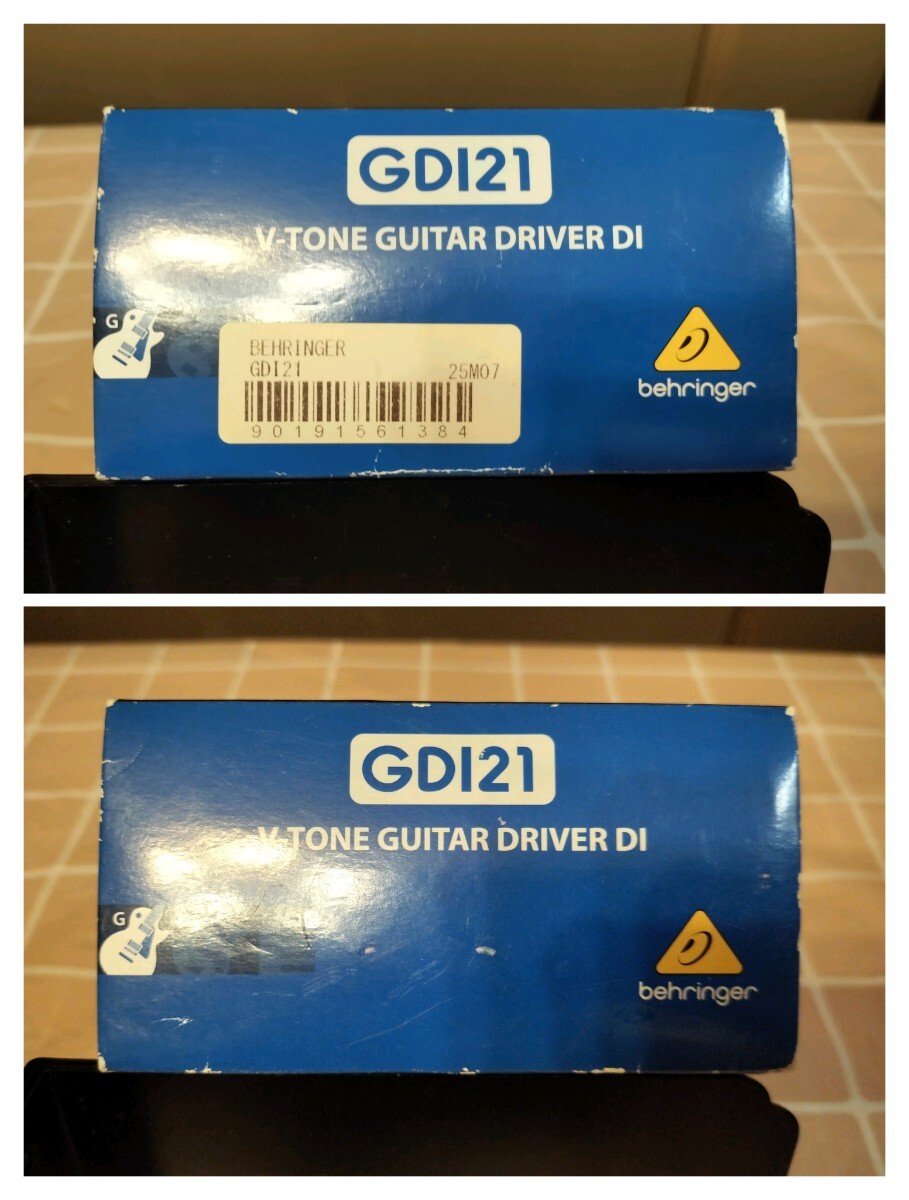 GDI21
V-TONE GUITAR DRIVER DI
G
BEHRINGER
GDI21 25M07
90191561384
behringer
GDI21
V-TONE GUITAR DRIVER DI
G
behringer